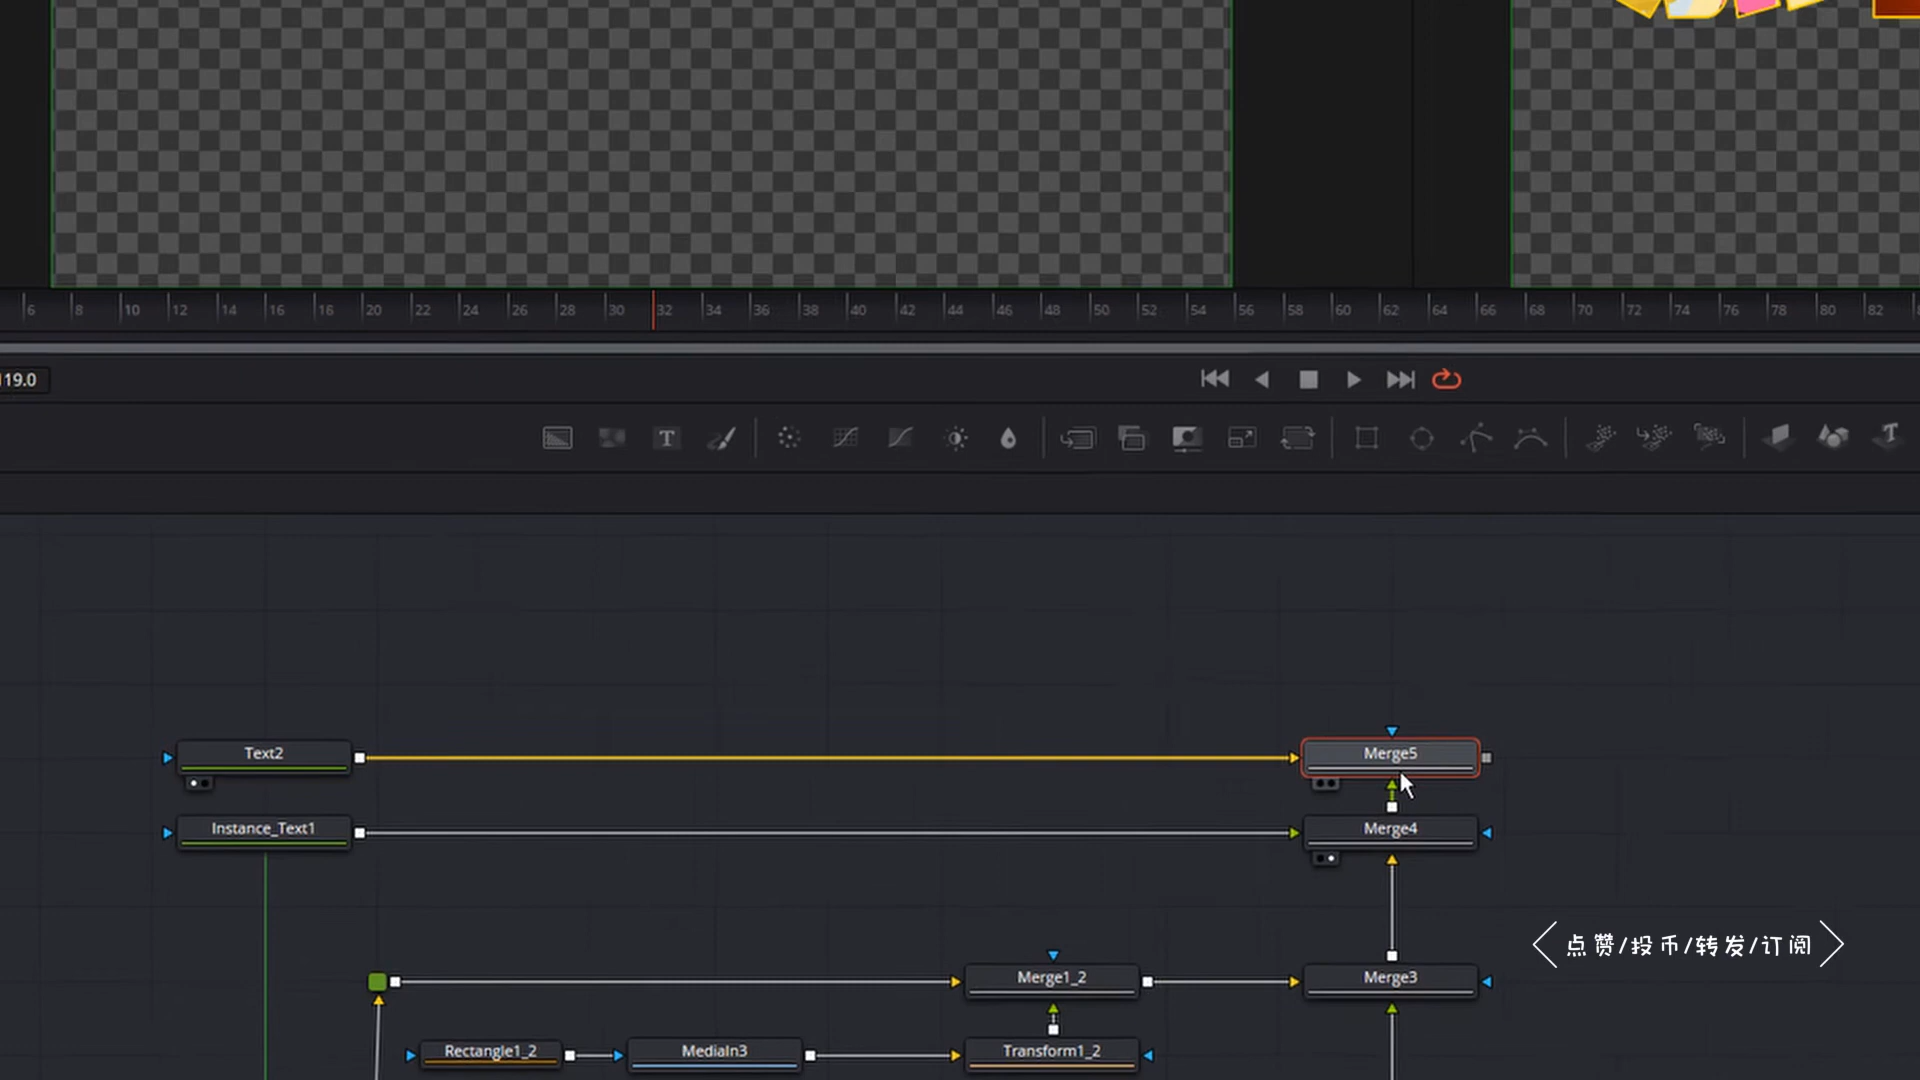 6 8 10 12 14 16 18 20 22 24 26 28 30 32 34 36 38 40 42 44 46 48 50 52 54 56 58 60 62 64 66 68 70 72 74 76 78 80 82
119.0
T T
Text2 Merge5
Instance_Text1 Merge4
点赞/投币/转发/订阅
Merge1_2 Merge3
Rectangle1_2 MediaIn3 Transform1_2